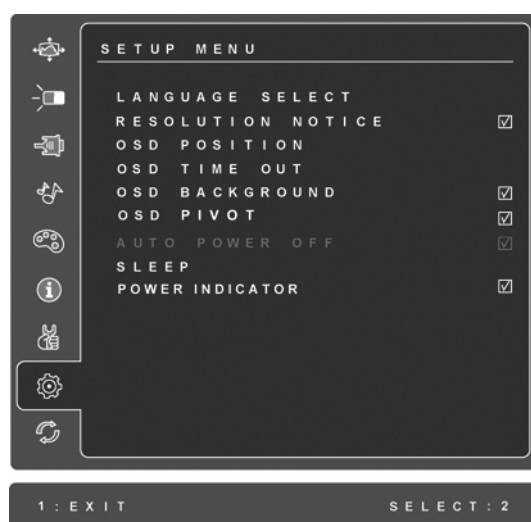 SETUP MENU
LANGUAGE SELECT
RESOLUTION NOTICE
OSD POSITION
OSD TIME OUT
OSD BACKGROUND
OSD PIVOT
AUTO POWER OFF
SLEEP
POWER INDICATOR
1:EXIT SELECT:2